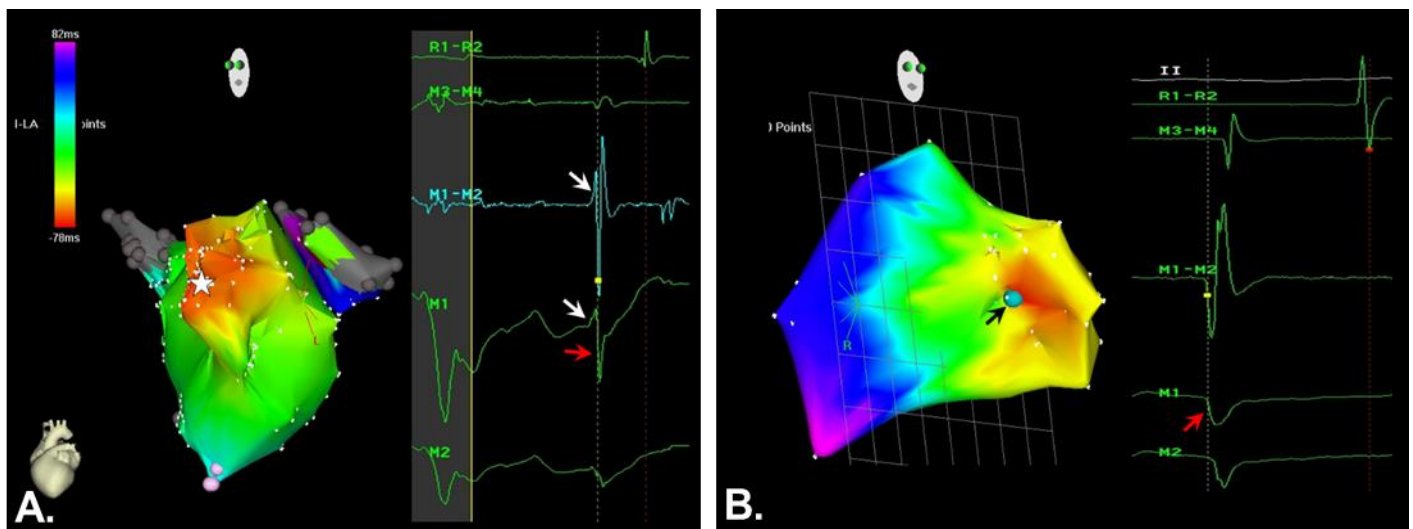 82ms
I-LA
oints
-78ms
L
R1-R2
M3-M4
M1-M2
M1
M2
A.
) Points
R
II
R1-R2
M3-M4
M1-M2
M1
M2
B.